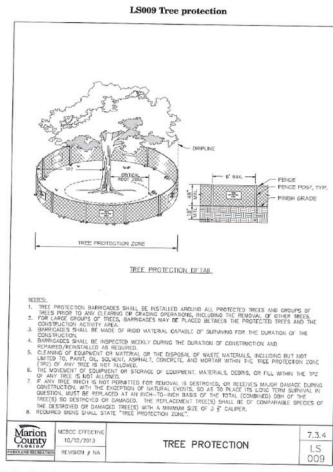 LS009 Tree protection
DRIPLINE
TPZ
CRITICAL
ROOT ZONE
6' MAX.
FENCE
FENCE POST, TYP.
FINISH GRADE
TREE PROTECTION ZONE
TREE PROTECTION DETAIL
NOTES:
1. TREE PROTECTION BARRICADES SHALL BE INSTALLED AROUND ALL PROTECTED TREES AND GROUPS OF
TREES PRIOR TO ANY CLEARING OR GRADING OPERATIONS, INCLUDING THE REMOVAL OF OTHER TREES.
2. FOR LARGE GROUPS OF TREES, BARRICADES MAY BE PLACED BETWEEN THE PROTECTED TREES AND THE
CONSTRUCTION ACTIVITY AREA.
3. BARRICADES SHALL BE MADE OF RIGID MATERIAL CAPABLE OF SURVIVING FOR THE DURATION OF THE
CONSTRUCTION.
4. BARRICADES SHALL BE INSPECTED WEEKLY DURING THE DURATION OF CONSTRUCTION AND
REPAIRED/REINSTALLED AS REQUIRED.
5. CLEANING OF EQUIPMENT OR MATERIAL OR THE DISPOSAL OF WASTE MATERIALS, INCLUDING BUT NOT
LIMITED TO, PAINT, OIL, SOLVENT, ASPHALT, CONCRETE, AND MORTAR WITHIN THE TREE PROTECTION ZONE
(TPZ) OF ANY TREE IS NOT ALLOWED.
6. THE MOVEMENT OF EQUIPMENT OR STORAGE OF EQUIPMENT, MATERIALS, DEBRIS, OR FILL WITHIN THE TPZ
OF ANY TREE IS NOT ALLOWED.
7. IF ANY TREE WHICH IS NOT PERMITTED FOR REMOVAL IS DESTROYED, OR RECEIVES MAJOR DAMAGE DURING
CONSTRUCTION, WITH THE EXCEPTION OF NATURAL EVENTS, SO AS TO PLACE ITS LONG TERM SURVIVAL IN
QUESTION, MUST BE REPLACED AT AN INCH-TO-INCH BASIS OF THE TOTAL (COMBINED) DBH OF THE
TREE(S) SO DESTROYED OR DAMAGED. THE REPLACEMENT TREE(S) SHALL BE OF COMPARABLE SPECIES OF
THE DESTROYED OR DAMAGED TREE(S) WITH A MINIMUM SIZE OF CALIPER.
8. REQUIRED SIGNS SHALL STATE "TREE PROTECTION ZONE".
Marion
County
FLORIDA
MCBCC EFFECTIVE
10/12/2013
REVISION # NA
TREE PROTECTION
7.3.4
LS
009